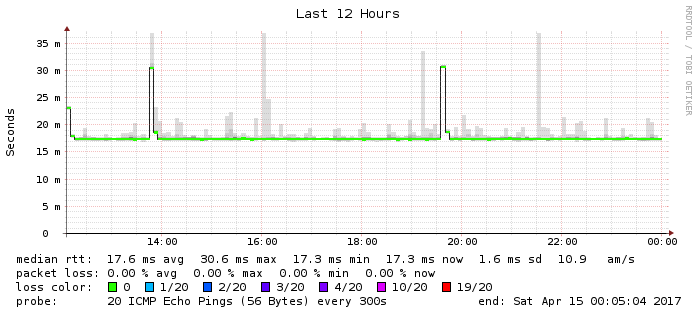 Last 12 Hours
RRDTOOL / TOBI OETIKER
Seconds
35 m
30 m
25 m
20 m
15 m
10 m
5 m
0
14:00 16:00 18:00 20:00 22:00 00:00
median rtt: 17.6 ms avg 30.6 ms max 17.3 ms min 17.3 ms now 1.6 ms sd 10.9 am/s
packet loss: 0.00 % avg 0.00 % max 0.00 % min 0.00 % now
loss color: 0 1/20 2/20 3/20 4/20 10/20 19/20
probe: 20 ICMP Echo Pings (56 Bytes) every 300s end: Sat Apr 15 00:05:04 2017